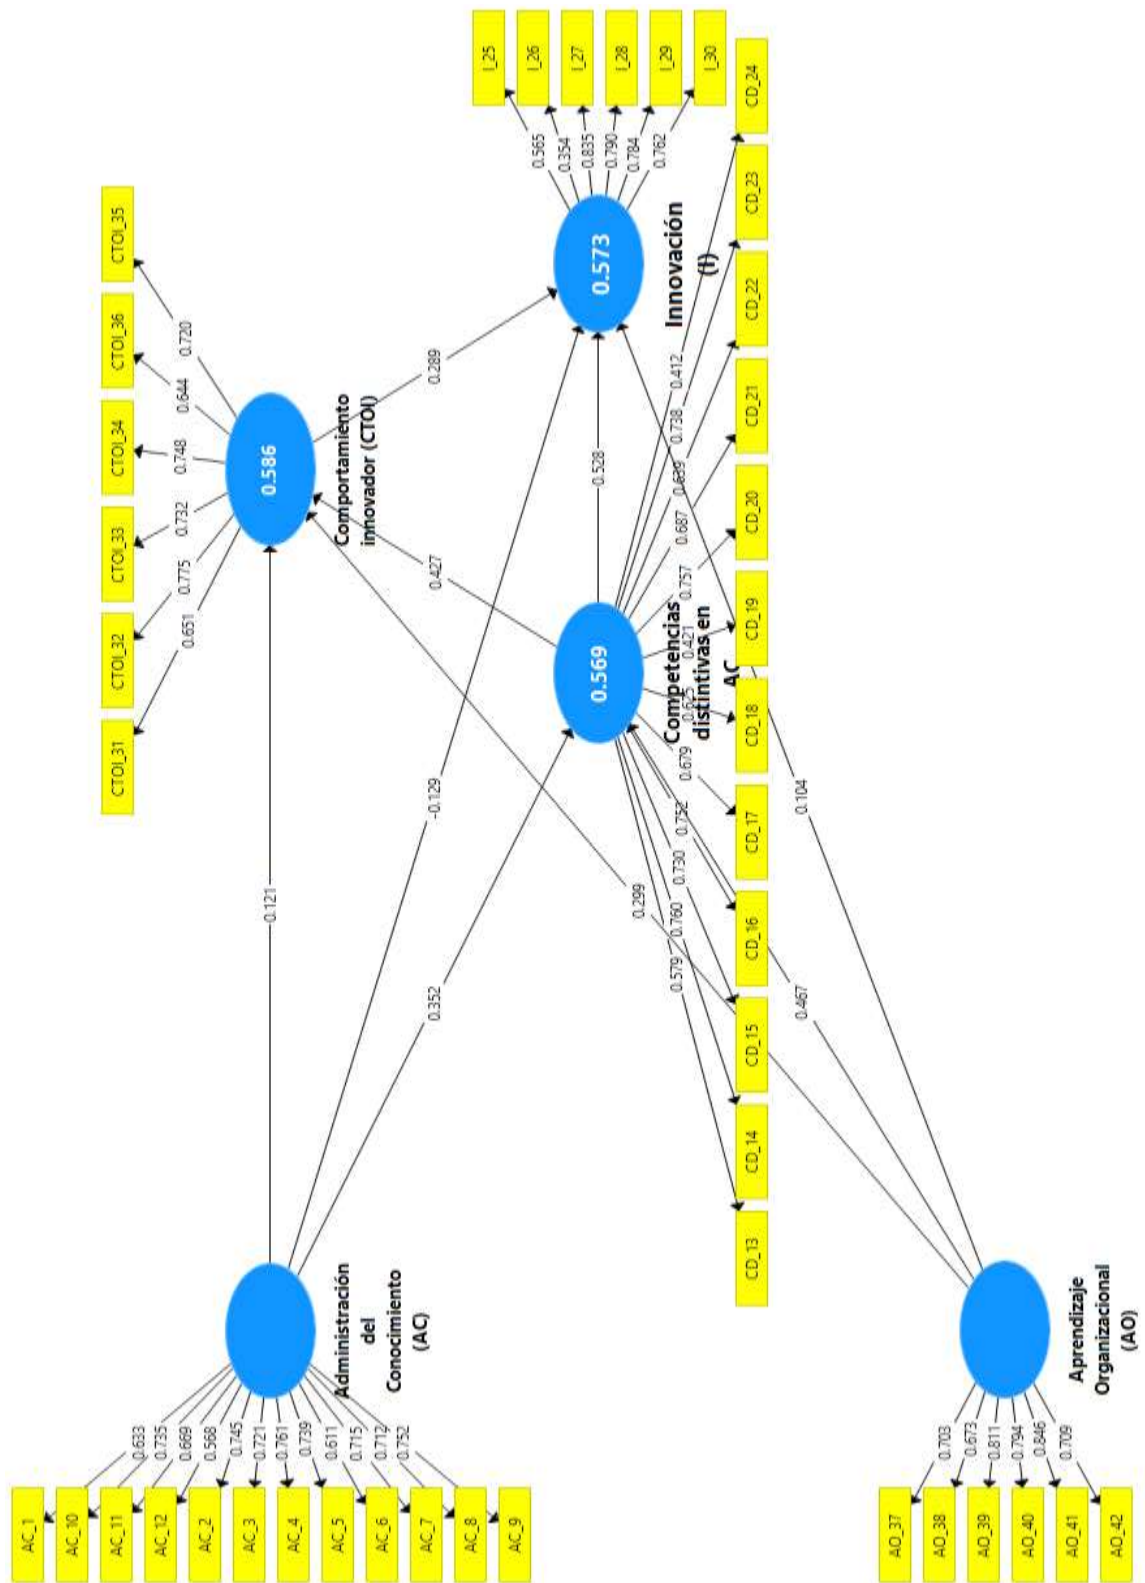 AC_1
AC_10
AC_11
AC_12
AC_2
AC_3
AC_4
AC_5
AC_6
AC_7
AC_8
AC_9
0.633
0.735
0.669
0.568
0.745
0.721
0.761
0.739
0.611
0.715
0.712
0.752
Administración
del
Conocimiento
(AC)
0.121
-0.129
0.352
CTOI_31
CTOI_32
CTOI_33
CTOI_34
CTOI_36
CTOI_35
0.651
0.775
0.732
0.748
0.644
0.720
0.586
Comportamiento
innovador (CTOI)
0.427
0.289
0.569
Competencias
distintivas en
AC
0.528
0.573
Innovación
(I)
I_25
I_26
I_27
I_28
I_29
I_30
0.565
0.354
0.835
0.790
0.784
0.762
0.299
0.579
0.760
0.730
0.752
0.679
0.625
0.421
0.757
0.687
0.639
0.738
0.412
CD_13
CD_14
CD_15
CD_16
CD_17
CD_18
CD_19
CD_20
CD_21
CD_22
CD_23
CD_24
0.467
0.104
AO_37
AO_38
AO_39
AO_40
AO_41
AO_42
0.703
0.673
0.811
0.794
0.846
0.709
Aprendizaje
Organizacional
(AO)